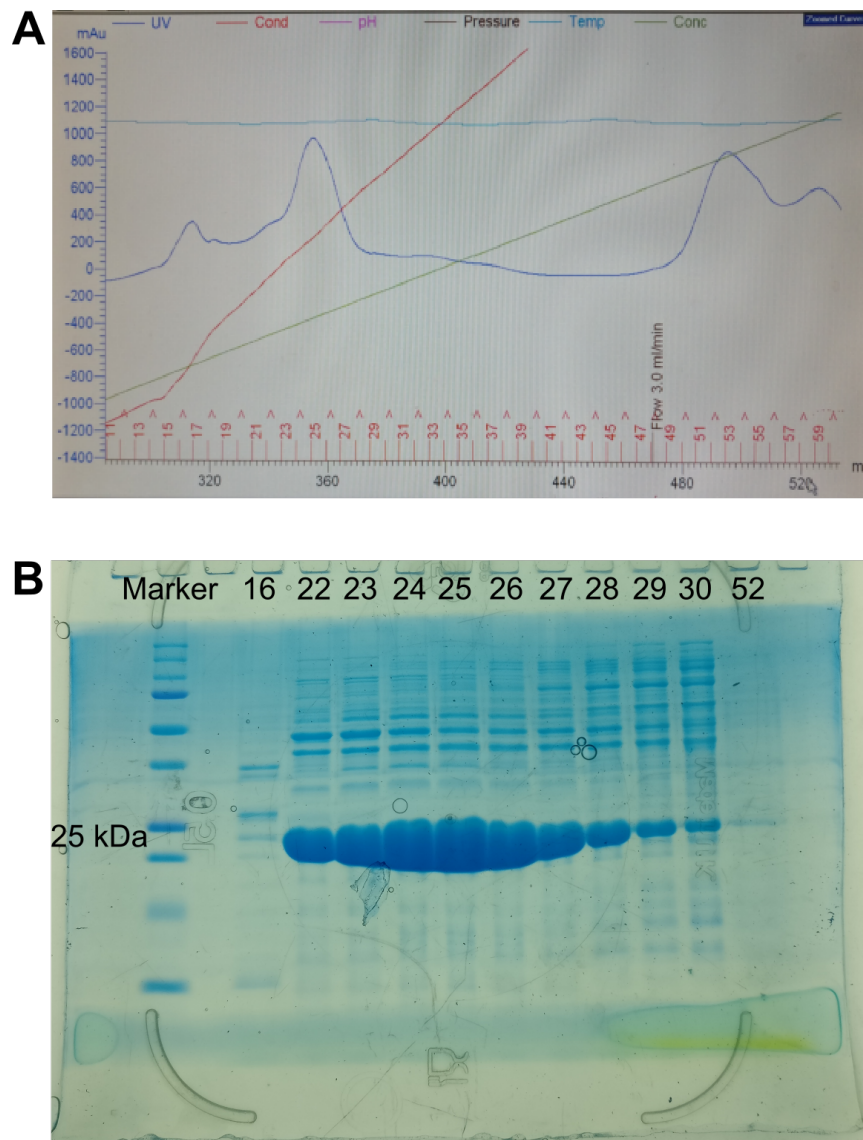 A
UV Cond pH Pressure Temp Conc
Zoomed Curve
mAu
1600
1400
1200
1000
800
600
400
200
0
-200
-400
-600
-800
-1000
-1200
-1400
Flow 3.0 ml/min
11 13 15 17 19 21 23 25 27 29 31 33 35 37 39 41 43 45 47 49 51 53 55 57 59
320 360 400 440 480 520 m
B
Marker 16 22 23 24 25 26 27 28 29 30 52
25 kDa